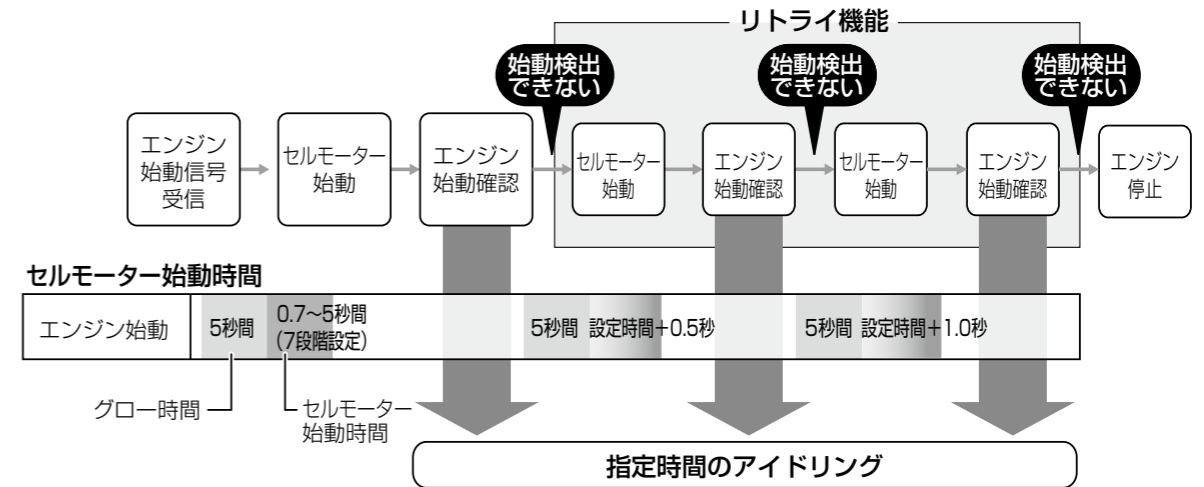 リトライ機能
始動検出
できない
始動検出
できない
始動検出
できない
エンジン
始動信号
受信
セルモーター
始動
エンジン
始動確認
セルモーター
始動
エンジン
始動確認
セルモーター
始動
エンジン
始動確認
エンジン
停止
セルモーター始動時間
エンジン始動
5秒間
0.7～5秒間
(7段階設定)
5秒間
設定時間+0.5秒
5秒間
設定時間+1.0秒
グロー時間
セルモーター
始動時間
指定時間のアイドリング